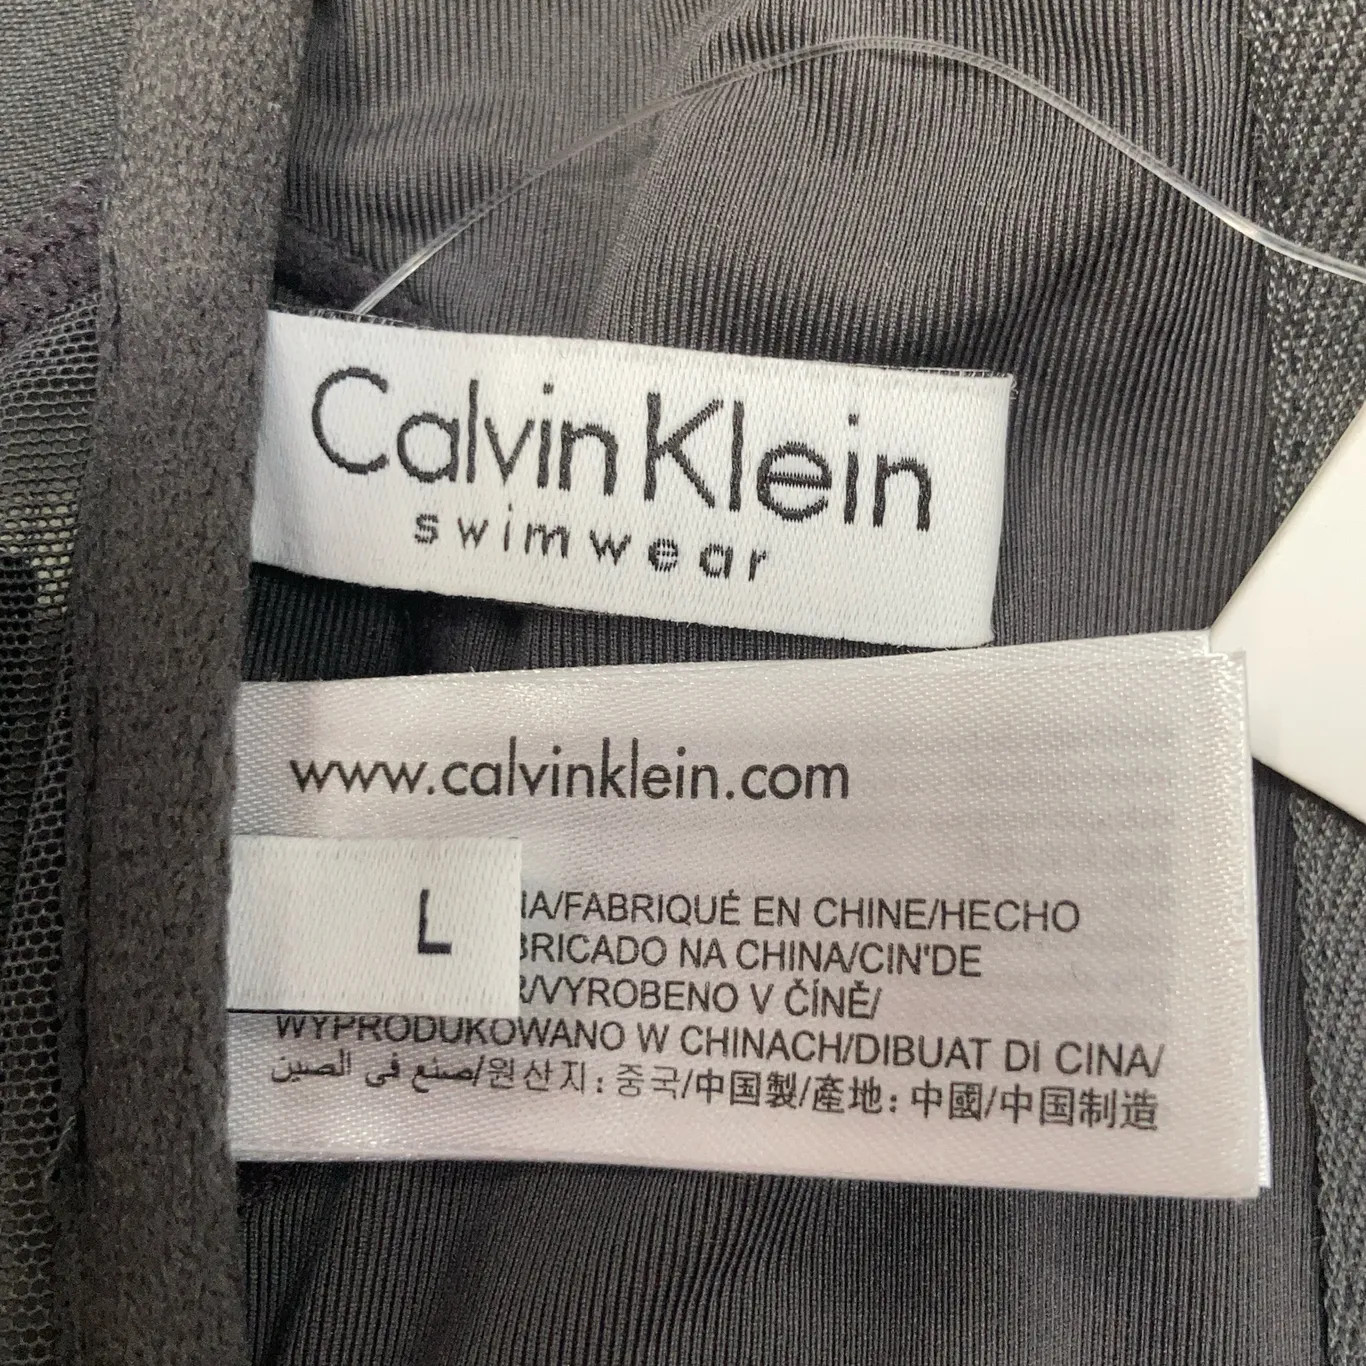 Calvin Klein
swimwear
www.calvinklein.com
L
/FABRIQUÉ EN CHINE/HECHO
NA CHINA/CIN'DE
/VYROBENO V ČÍNĚ/
WYPRODUKOWANO W CHINACH/DIBUAT DI CINA/
صنع في الصين/원산지: 중국/中国製/產地: 中國/中国制造